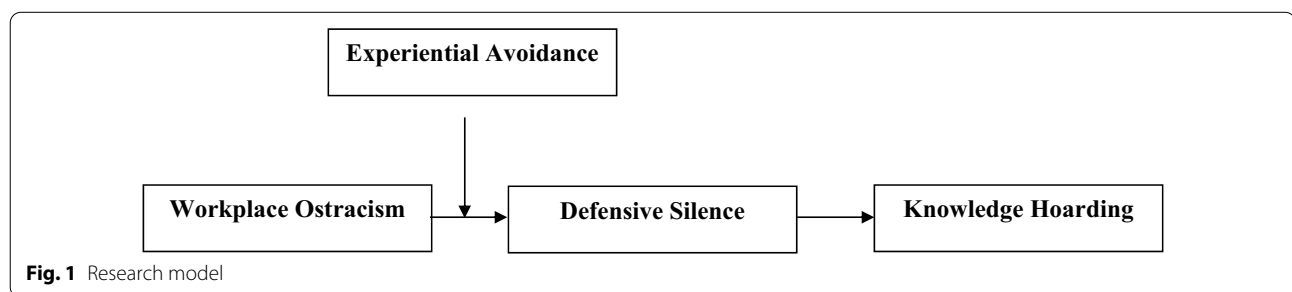 Experiential Avoidance
Workplace Ostracism
Defensive Silence
Knowledge Hoarding
Fig. 1 Research model